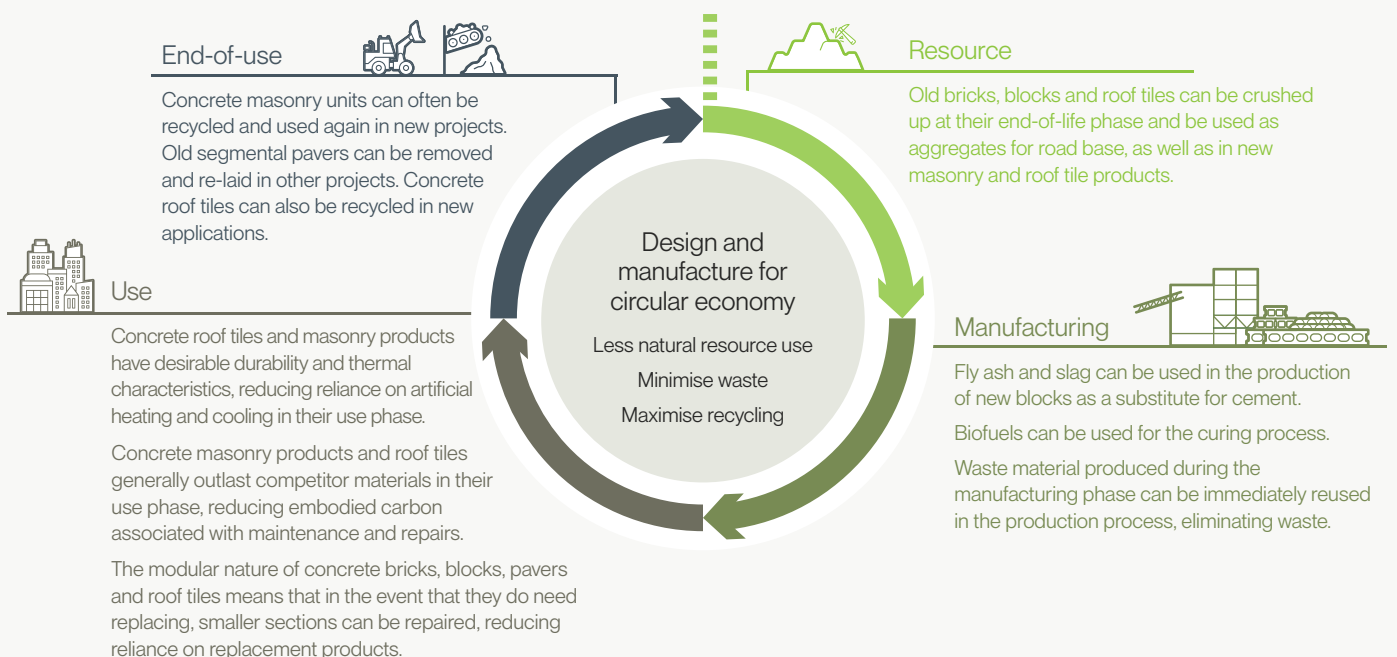 End-of-use
Concrete masonry units can often be
recycled and used again in new projects.
Old segmental pavers can be removed
and re-laid in other projects. Concrete
roof tiles can also be recycled in new
applications.
Resource
Old bricks, blocks and roof tiles can be crushed
up at their end-of-life phase and be used as
aggregates for road base, as well as in new
masonry and roof tile products.
Design and
manufacture for
circular economy
Less natural resource use
Minimise waste
Maximise recycling
Use
Concrete roof tiles and masonry products
have desirable durability and thermal
characteristics, reducing reliance on artificial
heating and cooling in their use phase.
Concrete masonry products and roof tiles
generally outlast competitor materials in their
use phase, reducing embodied carbon
associated with maintenance and repairs.
The modular nature of concrete bricks, blocks, pavers
and roof tiles means that in the event that they do need
replacing, smaller sections can be repaired, reducing
reliance on replacement products.
Manufacturing
Fly ash and slag can be used in the production
of new blocks as a substitute for cement.
Biofuels can be used for the curing process.
Waste material produced during the
manufacturing phase can be immediately reused
in the production process, eliminating waste.